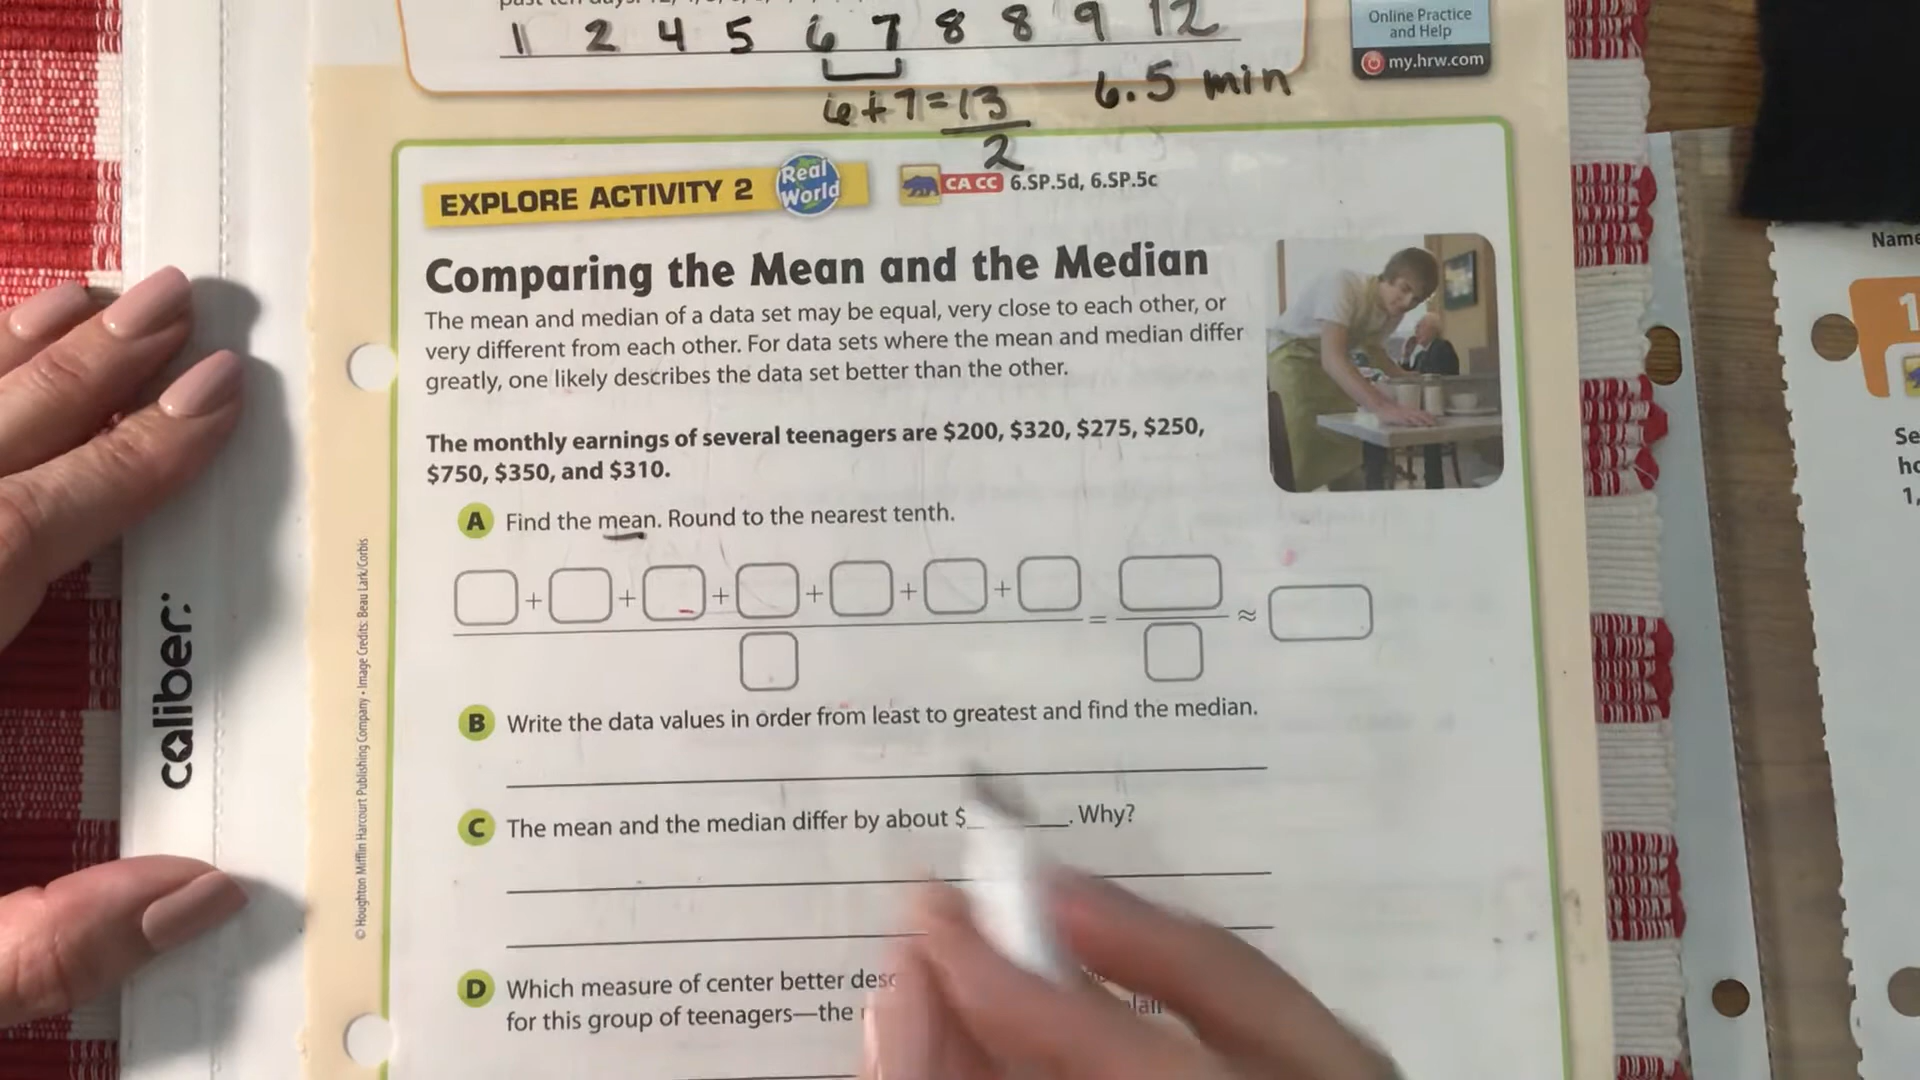 1 2 4 5 6 7 8 8 9 12
6+7=13
2
6.5 min
Online Practice
and Help
my.hrw.com
EXPLORE ACTIVITY 2
Real
World
CA CC 6.SP.5d, 6.SP.5c
Comparing the Mean and the Median
The mean and median of a data set may be equal, very close to each other, or
very different from each other. For data sets where the mean and median differ
greatly, one likely describes the data set better than the other.
The monthly earnings of several teenagers are $200, $320, $275, $250,
$750, $350, and $310.
A Find the mean. Round to the nearest tenth.
+ + + + + + = ≈
B Write the data values in order from least to greatest and find the median.
C The mean and the median differ by about $ . Why?
D Which measure of center better
for this group of teenagers—the
© Houghton Mifflin Harcourt Publishing Company • Image Credits: Beau Lark/Corbis
caliber:
Name
1
Se
1,